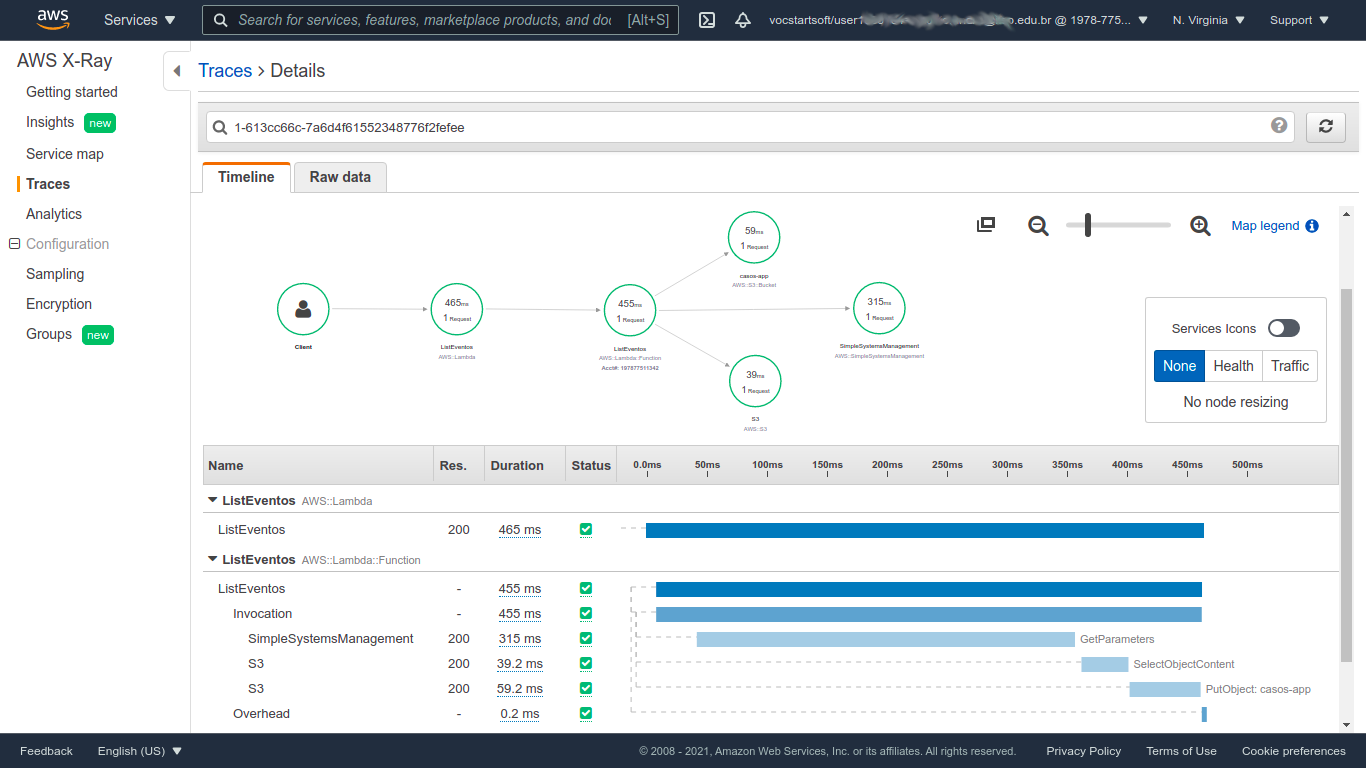 aws Services Search for services, features, marketplace products, and doc [Alt+S] vocstartsoft/user1 .edu.br @ 1978-775... N. Virginia Support
AWS X-Ray
Getting started
Insights new
Service map
Traces
Analytics
Configuration
Sampling
Encryption
Groups new
Traces > Details
1-613cc66c-7a6d4f61552348776f2fefee
Timeline Raw data
Map legend
Client
465ms
1 Request
ListEventos
AWS::Lambda
455ms
1 Request
ListEventos
AWS::Lambda::Function
Acct#: 197877511342
59ms
1 Request
casos-app
AWS::S3::Bucket
315ms
1 Request
SimpleSystemsManagement
AWS::SimpleSystemsManagement
39ms
1 Request
S3
AWS::S3
Services Icons
None Health Traffic
No node resizing
Name Res. Duration Status 0.0ms 50ms 100ms 150ms 200ms 250ms 300ms 350ms 400ms 450ms 500ms
ListEventos AWS::Lambda
ListEventos 200 465 ms
ListEventos AWS::Lambda::Function
ListEventos - 455 ms
Invocation - 455 ms
SimpleSystemsManagement 200 315 ms GetParameters
S3 200 39.2 ms SelectObjectContent
S3 200 59.2 ms PutObject: casos-app
Overhead - 0.2 ms
Feedback English (US) © 2008 - 2021, Amazon Web Services, Inc. or its affiliates. All rights reserved. Privacy Policy Terms of Use Cookie preferences